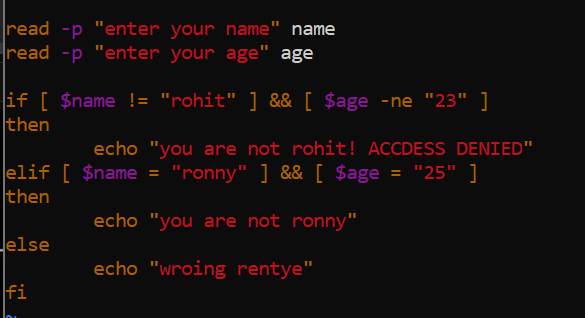 read -p "enter your name" name
read -p "enter your age" age
if [ $name != "rohit" ] && [ $age -ne "23" ]
then
echo "you are not rohit! ACCDESS DENIED"
elif [ $name = "ronny" ] && [ $age = "25" ]
then
echo "you are not ronny"
else
echo "wroing rentye"
fi